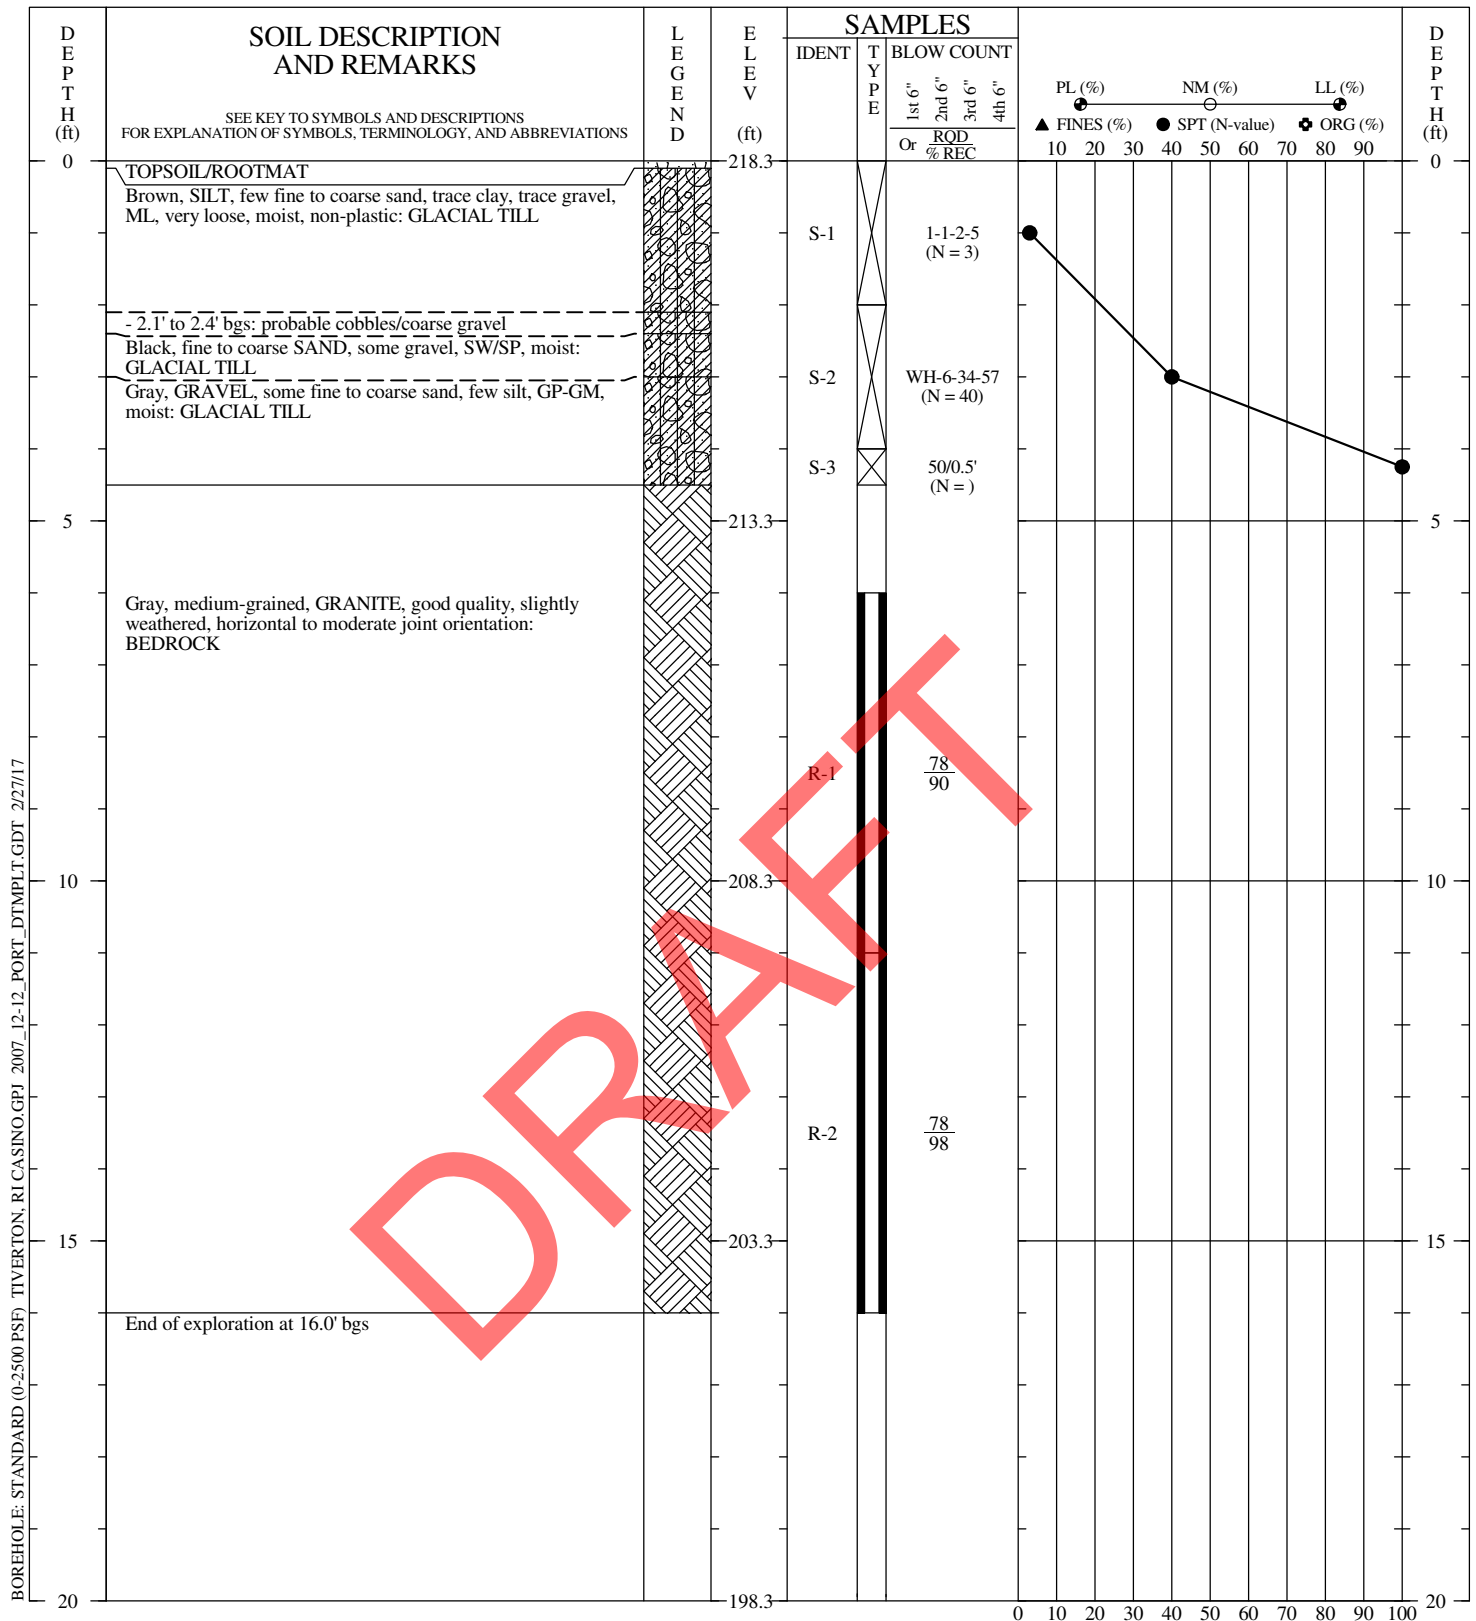 DEPTH (ft)
SOIL DESCRIPTION
AND REMARKS
SEE KEY TO SYMBOLS AND DESCRIPTIONS
FOR EXPLANATION OF SYMBOLS, TERMINOLOGY, AND ABBREVIATIONS
LEGEND
ELEV (ft)
SAMPLES
IDENT
TYPE
BLOW COUNT
1st 6"
2nd 6"
3rd 6"
4th 6"
Or RQD
% REC
PL (%) NM (%) LL (%)
FINES (%) SPT (N-value) ORG (%)
10 20 30 40 50 60 70 80 90
DEPTH (ft)
0
TOPSOIL/ROOTMAT
218.3
0
Brown, SILT, few fine to coarse sand, trace clay, trace gravel,
ML, very loose, moist, non-plastic: GLACIAL TILL
S-1
1-1-2-5
(N = 3)
- 2.1' to 2.4' bgs: probable cobbles/coarse gravel
Black, fine to coarse SAND, some gravel, SW/SP, moist:
GLACIAL TILL
S-2
WH-6-34-57
(N = 40)
Gray, GRAVEL, some fine to coarse sand, few silt, GP-GM,
moist: GLACIAL TILL
S-3
50/0.5'
(N = )
5
213.3
5
Gray, medium-grained, GRANITE, good quality, slightly
weathered, horizontal to moderate joint orientation:
BEDROCK
R-1
78
90
10
208.3
10
R-2
78
98
15
203.3
15
End of exploration at 16.0' bgs
20
198.3
20
0 10 20 30 40 50 60 70 80 90 100
BOREHOLE: STANDARD (0-2500 PSF) TIVERTON, RI CASINO.GPJ 2007_12-12_PORT_DTMPLT.GDT 2/27/17
DRAFT